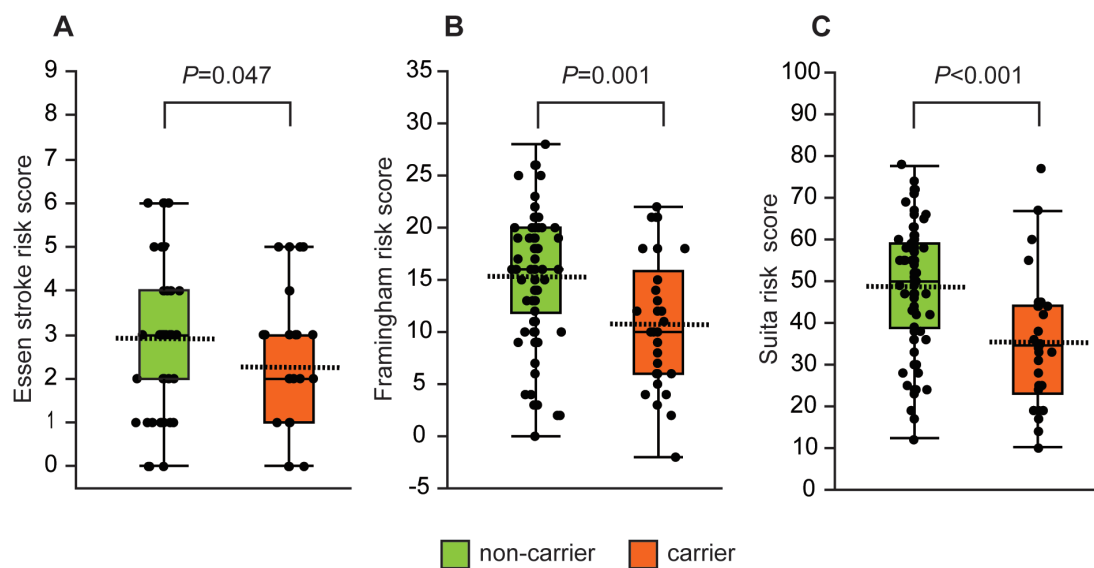 A
P=0.047
Essen stroke risk score
9
8
7
6
5
4
3
2
1
0
B
P=0.001
Framingham risk score
35
30
25
20
15
10
5
0
-5
C
P<0.001
Suita risk score
100
90
80
70
60
50
40
30
20
10
0
non-carrier
carrier